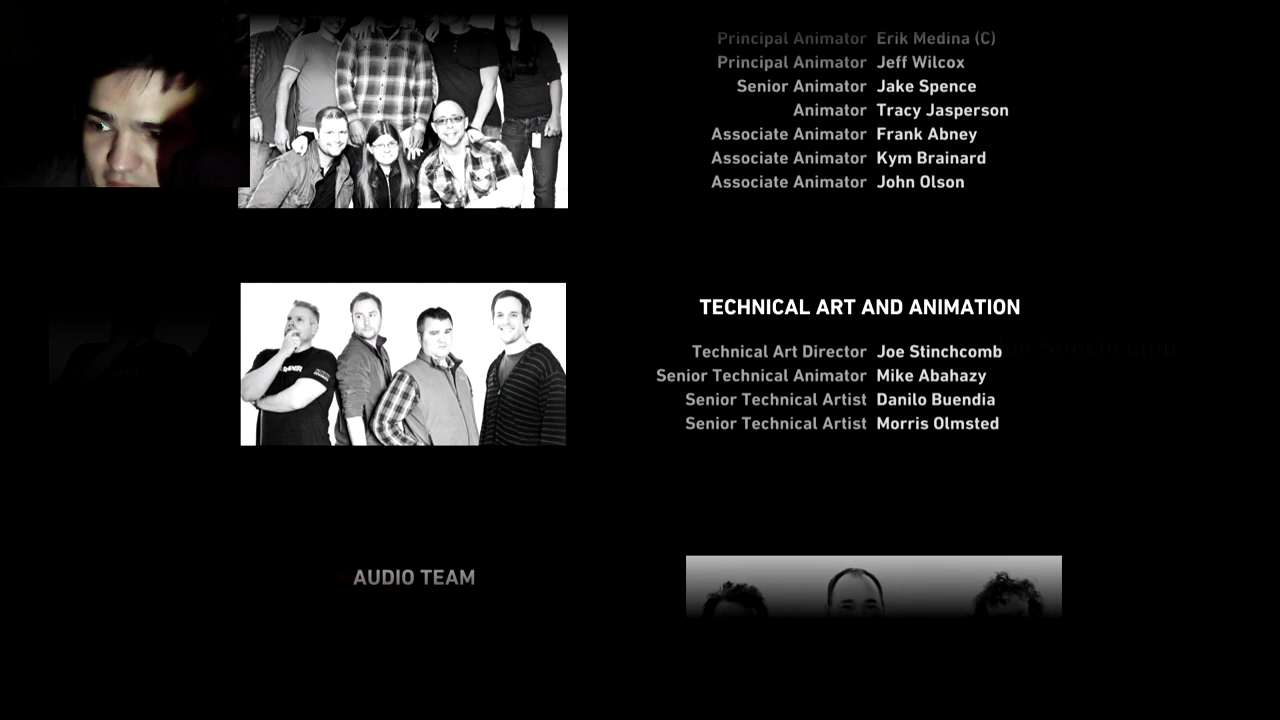 Principal Animator Erik Medina (C)
Principal Animator Jeff Wilcox
Senior Animator Jake Spence
Animator Tracy Jasperson
Associate Animator Frank Abney
Associate Animator Kym Brainard
Associate Animator John Olson
TECHNICAL ART AND ANIMATION
Technical Art Director Joe Stinchcomb
Senior Technical Animator Mike Abahazy
Senior Technical Artist Danilo Buendia
Senior Technical Artist Morris Olmsted
AUDIO TEAM